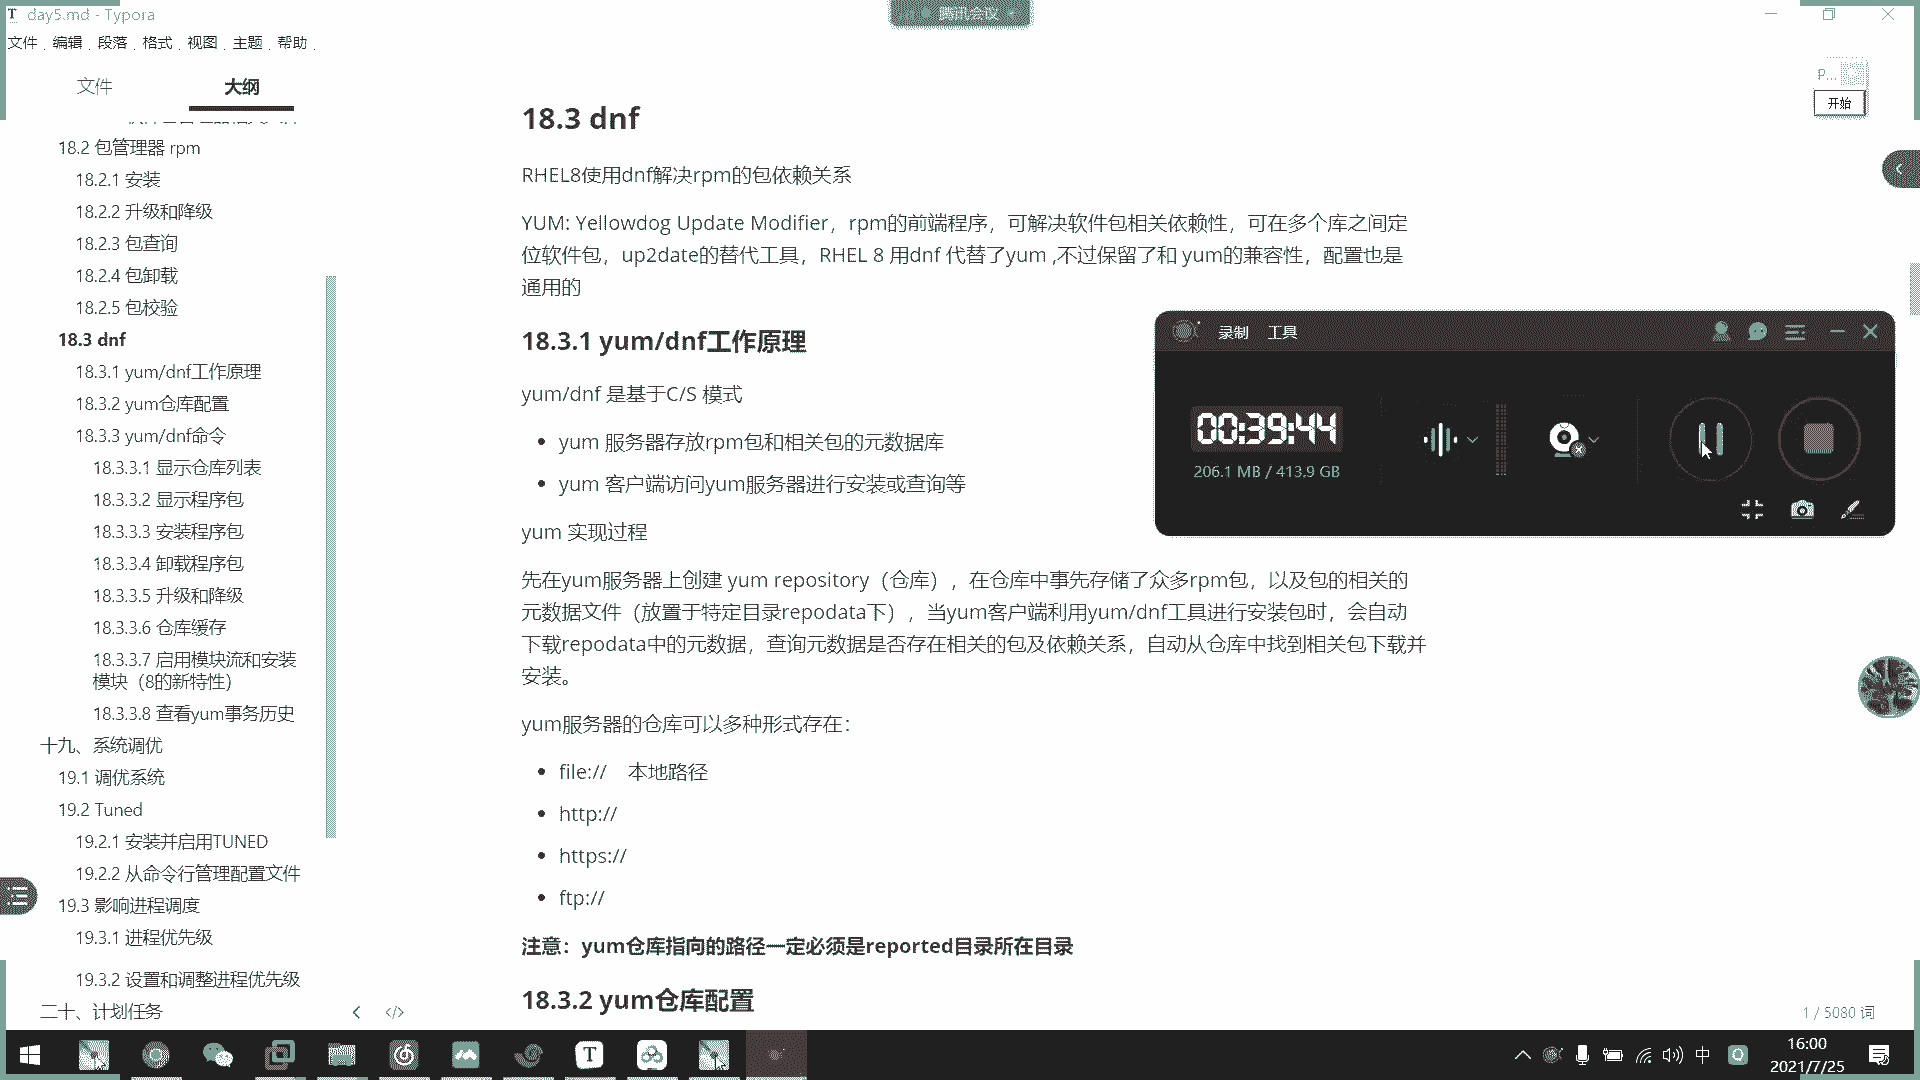 day5.md - Typora
腾讯会议
文件 编辑 段落 格式 视图 主题 帮助
文件 大纲
18.2 包管理器 rpm
18.2.1 安装
18.2.2 升级和降级
18.2.3 包查询
18.2.4 包卸载
18.2.5 包校验
18.3 dnf
18.3.1 yum/dnf工作原理
18.3.2 yum仓库配置
18.3.3 yum/dnf命令
18.3.3.1 显示仓库列表
18.3.3.2 显示程序包
18.3.3.3 安装程序包
18.3.3.4 卸载程序包
18.3.3.5 升级和降级
18.3.3.6 仓库缓存
18.3.3.7 启用模块流和安装
模块（8的新特性）
18.3.3.8 查看yum事务历史
十九、系统调优
19.1 调优系统
19.2 Tuned
19.2.1 安装并启用TUNED
19.2.2 从命令行管理配置文件
19.3 影响进程调度
19.3.1 进程优先级
19.3.2 设置和调整进程优先级
二十、计划任务
18.3 dnf
RHEL8使用dnf解决rpm的包依赖关系
YUM: Yellowdog Update Modifier，rpm的前端程序，可解决软件包相关依赖性，可在多个库之间定
位软件包，up2date的替代工具，RHEL 8 用dnf 代替了yum ,不过保留了和 yum的兼容性，配置也是
通用的
18.3.1 yum/dnf工作原理
yum/dnf 是基于C/S 模式
• yum 服务器存放rpm包和相关包的元数据库
• yum 客户端访问yum服务器进行安装或查询等
yum 实现过程
先在yum服务器上创建 yum repository（仓库），在仓库中事先存储了众多rpm包，以及包的相关的
元数据文件（放置于特定目录repodata下），当yum客户端利用yum/dnf工具进行安装包时，会自动
下载repodata中的元数据，查询元数据是否存在相关的包及依赖关系，自动从仓库中找到相关包下载并
安装。
yum服务器的仓库可以多种形式存在：
• file:// 本地路径
• http://
• https://
• ftp://
注意：yum仓库指向的路径一定必须是reported目录所在目录
18.3.2 yum仓库配置
P...
开始
录制 工具
00:39:44
206.1 MB / 413.9 GB
1 / 5080 词
中
16:00
2021/7/25